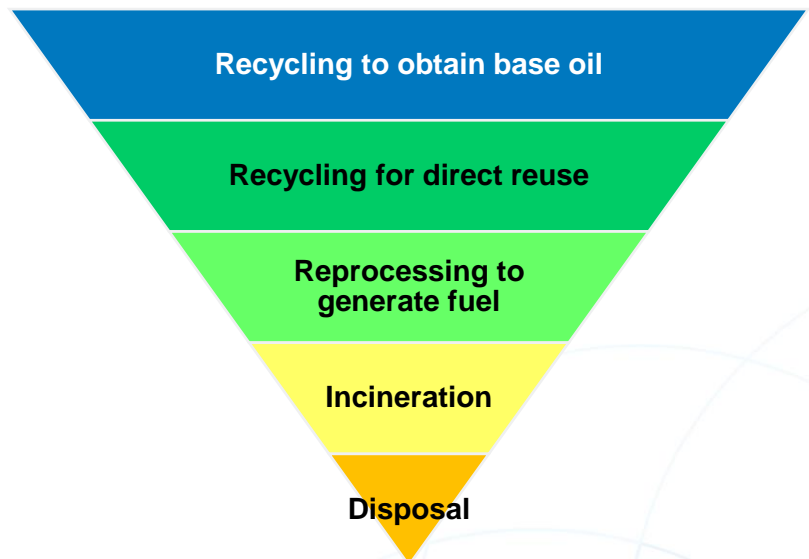 Recycling to obtain base oil
Recycling for direct reuse
Reprocessing to
generate fuel
Incineration
Disposal